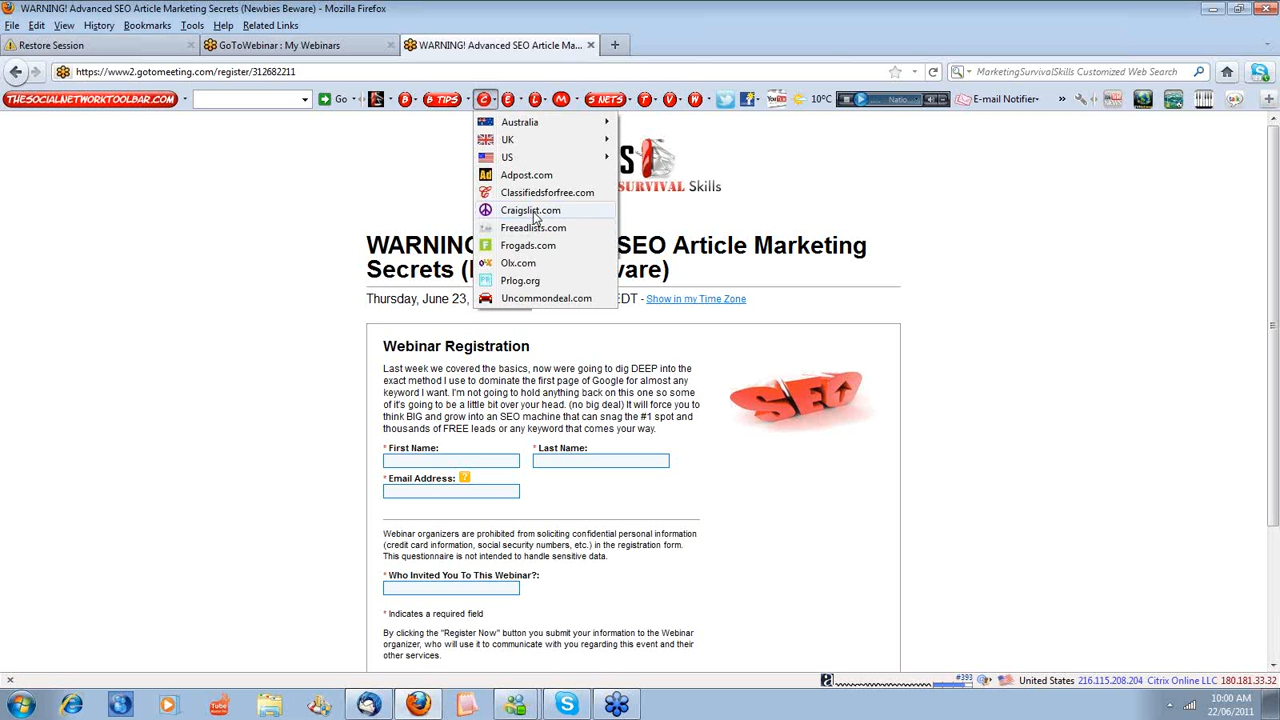 WARNING! Advanced SEO Article Marketing Secrets (Newbies Beware) - Mozilla Firefox
File Edit View History Bookmarks Tools Help Related Links
Restore Session
GoToWebinar : My Webinars
WARNING! Advanced SEO Article Ma...
https://www2.gotomeeting.com/register/312682211
MarketingSurvivalSkills Customized Web Search
THESOCIALNETWORKTOOLBAR.COM Go B B TIPS C E L M S NETS T V W 10°C Natio... E-mail Notifier
Australia
UK
US
Adpost.com
Classifiedsforfree.com
Craigslist.com
Freeadlists.com
Frogads.com
Olx.com
Prlog.org
Uncommondeal.com
S
SURVIVAL Skills
WARNING SEO Article Marketing
Secrets ( ware)
Thursday, June 23, EDT - Show in my Time Zone
Webinar Registration
Last week we covered the basics, now were going to dig DEEP into the
exact method I use to dominate the first page of Google for almost any
keyword I want. I'm not going to hold anything back on this one so some
of it's going to be a little bit over your head. (no big deal) It will force you to
think BIG and grow into an SEO machine that can snag the #1 spot and
thousands of FREE leads or any keyword that comes your way.
SEO
* First Name: * Last Name:
* Email Address: ?
Webinar organizers are prohibited from soliciting confidential personal information
(credit card information, social security numbers, etc.) in the registration form.
This questionnaire is not intended to handle sensitive data.
* Who Invited You To This Webinar?:
* Indicates a required field
By clicking the "Register Now" button you submit your information to the Webinar
organizer, who will use it to communicate with you regarding this event and their
other services.
#393 United States 216.115.208.204 Citrix Online LLC 180.181.33.32
10:00 AM
22/06/2011